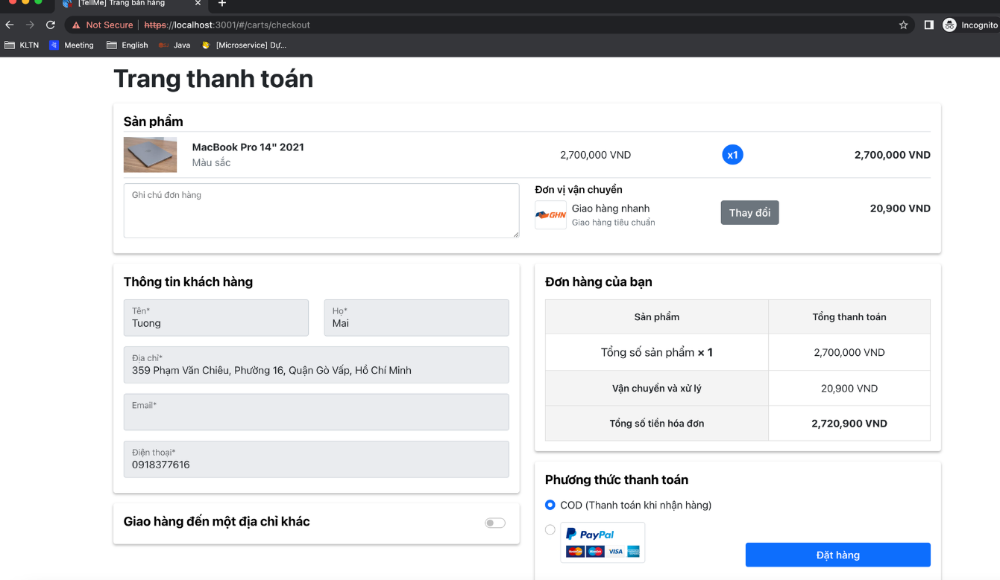 [TellMe] Trang bán hàng
Not Secure https://localhost:3001/#/carts/checkout
Incognito
KLTN Meeting English Java [Microservice] Dự...
Trang thanh toán
Sản phẩm
MacBook Pro 14" 2021
Màu sắc
2,700,000 VND
x1
2,700,000 VND
Ghi chú đơn hàng
Đơn vị vận chuyển
GHN
Giao hàng nhanh
Giao hàng tiêu chuẩn
Thay đổi
20,900 VND
Thông tin khách hàng
Tên*
Tuong
Họ*
Mai
Địa chỉ*
359 Phạm Văn Chiêu, Phường 16, Quận Gò Vấp, Hồ Chí Minh
Email*
Điện thoại*
0918377616
Giao hàng đến một địa chỉ khác
Đơn hàng của bạn
Sản phẩm Tổng thanh toán
Tổng số sản phẩm × 1 2,700,000 VND
Vận chuyển và xử lý 20,900 VND
Tổng số tiền hóa đơn 2,720,900 VND
Phương thức thanh toán
COD (Thanh toán khi nhận hàng)
PayPal
VISA
Đặt hàng